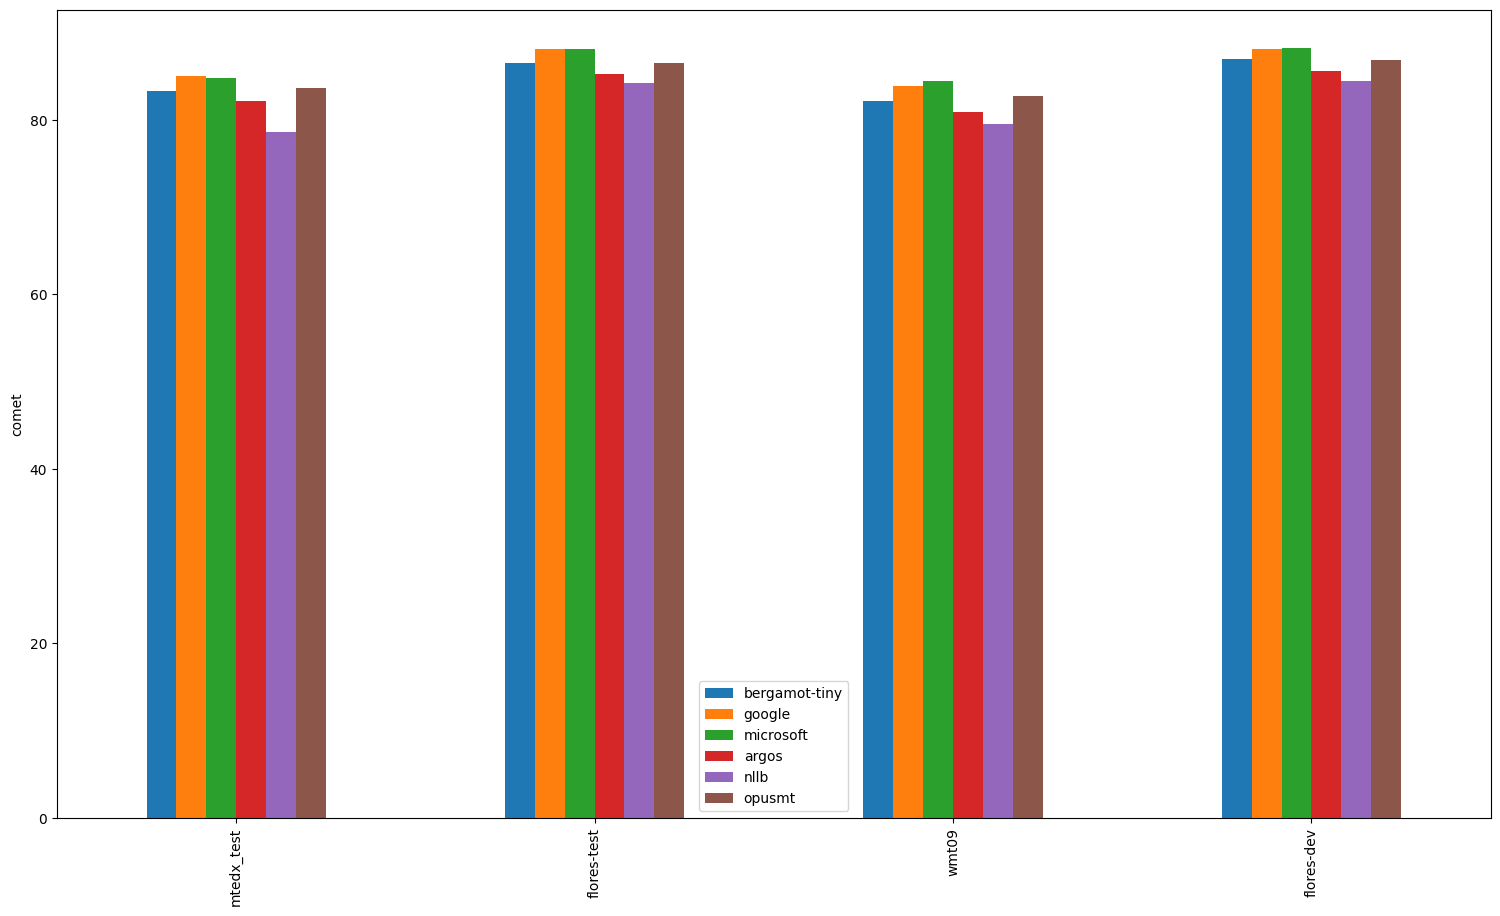 comet
80
60
40
20
0
bergamot-tiny
google
microsoft
argos
nllb
opusmt
mtedx_test
flores-test
wmt09
flores-dev